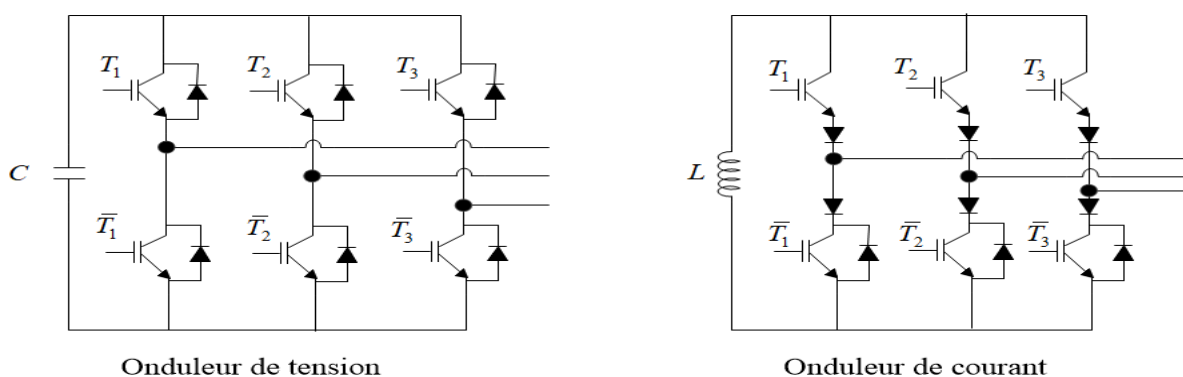 T₁ T₂ T₃
C
T̅₁ T̅₂ T̅₃
Onduleur de tension
T₁ T₂ T₃
L
T̅₁ T̅₂ T̅₃
Onduleur de courant